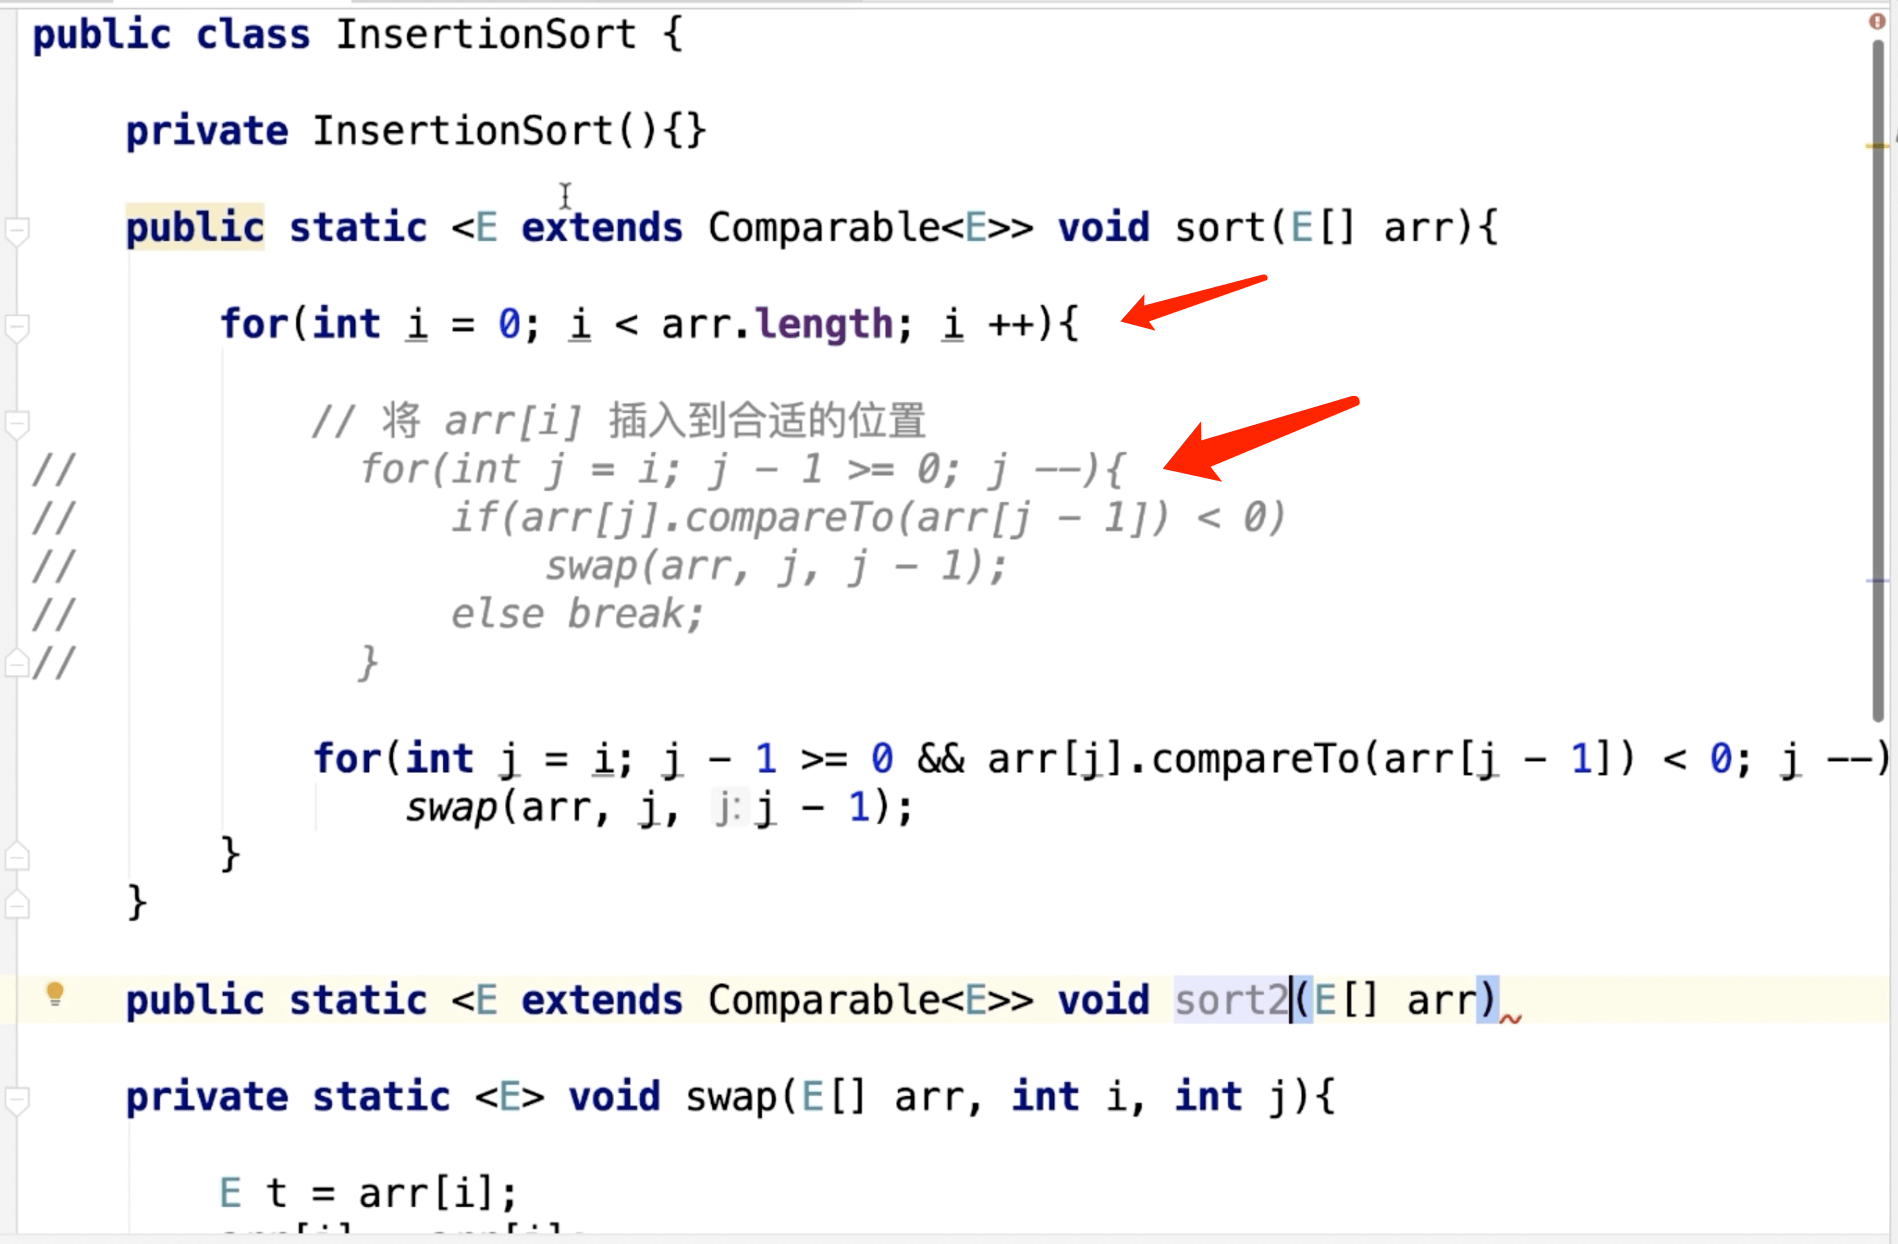 public class InsertionSort {
private InsertionSort(){}
public static <E extends Comparable<E>> void sort(E[] arr){
for(int i = 0; i < arr.length; i ++){
// 将 arr[i] 插入到合适的位置
// for(int j = i; j - 1 >= 0; j --){
// if(arr[j].compareTo(arr[j - 1]) < 0)
// swap(arr, j, j - 1);
// else break;
// }
for(int j = i; j - 1 >= 0 && arr[j].compareTo(arr[j - 1]) < 0; j --)
swap(arr, j, j: j - 1);
}
}
public static <E extends Comparable<E>> void sort2(E[] arr)
private static <E> void swap(E[] arr, int i, int j){
E t = arr[i];